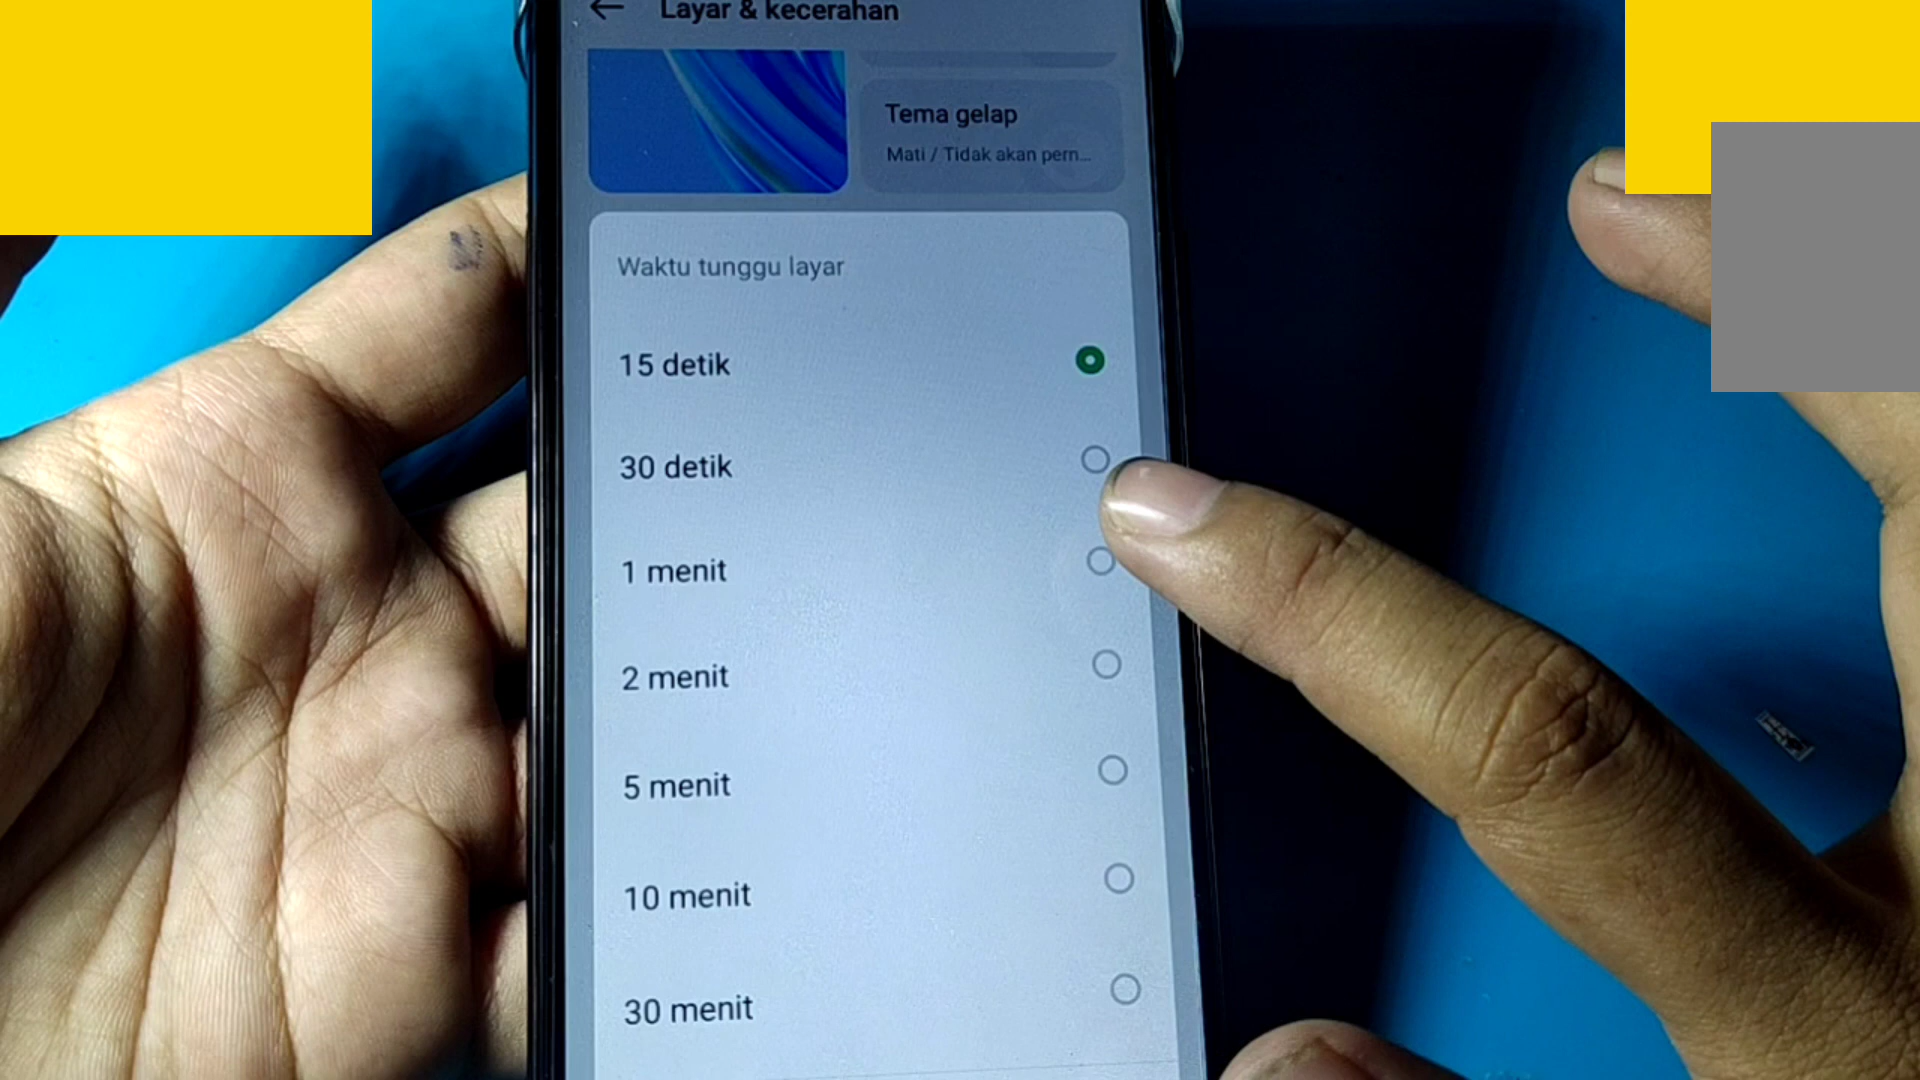 Layar & kecerahan
Tema gelap
Mati / Tidak akan pern...
Waktu tunggu layar
15 detik
30 detik
1 menit
2 menit
5 menit
10 menit
30 menit